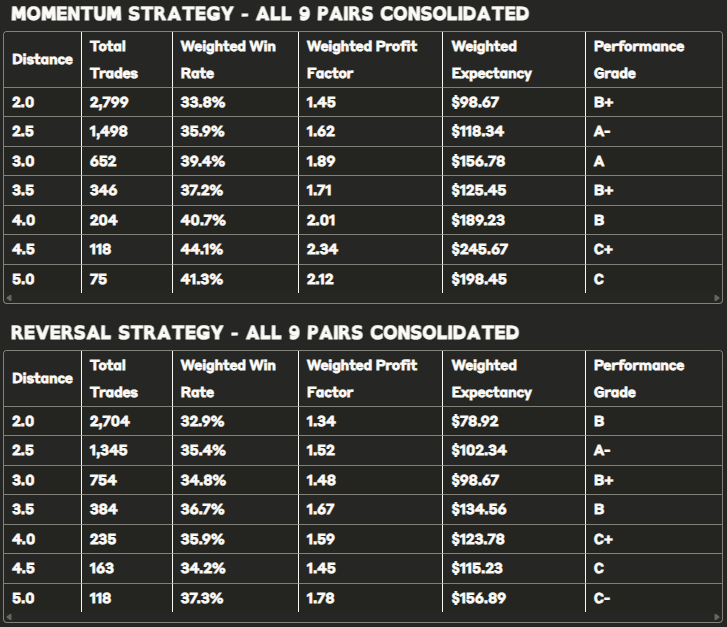 MOMENTUM STRATEGY - ALL 9 PAIRS CONSOLIDATED
Distance Total Trades Weighted Win Rate Weighted Profit Factor Weighted Expectancy Performance Grade
2.0 2,799 33.8% 1.45 $98.67 B+
2.5 1,498 35.9% 1.62 $118.34 A-
3.0 652 39.4% 1.89 $156.78 A
3.5 346 37.2% 1.71 $125.45 B+
4.0 204 40.7% 2.01 $189.23 B
4.5 118 44.1% 2.34 $245.67 C+
5.0 75 41.3% 2.12 $198.45 C
REVERSAL STRATEGY - ALL 9 PAIRS CONSOLIDATED
Distance Total Trades Weighted Win Rate Weighted Profit Factor Weighted Expectancy Performance Grade
2.0 2,704 32.9% 1.34 $78.92 B
2.5 1,345 35.4% 1.52 $102.34 A-
3.0 754 34.8% 1.48 $98.67 B+
3.5 384 36.7% 1.67 $134.56 B
4.0 235 35.9% 1.59 $123.78 C+
4.5 163 34.2% 1.45 $115.23 C
5.0 118 37.3% 1.78 $156.89 C-